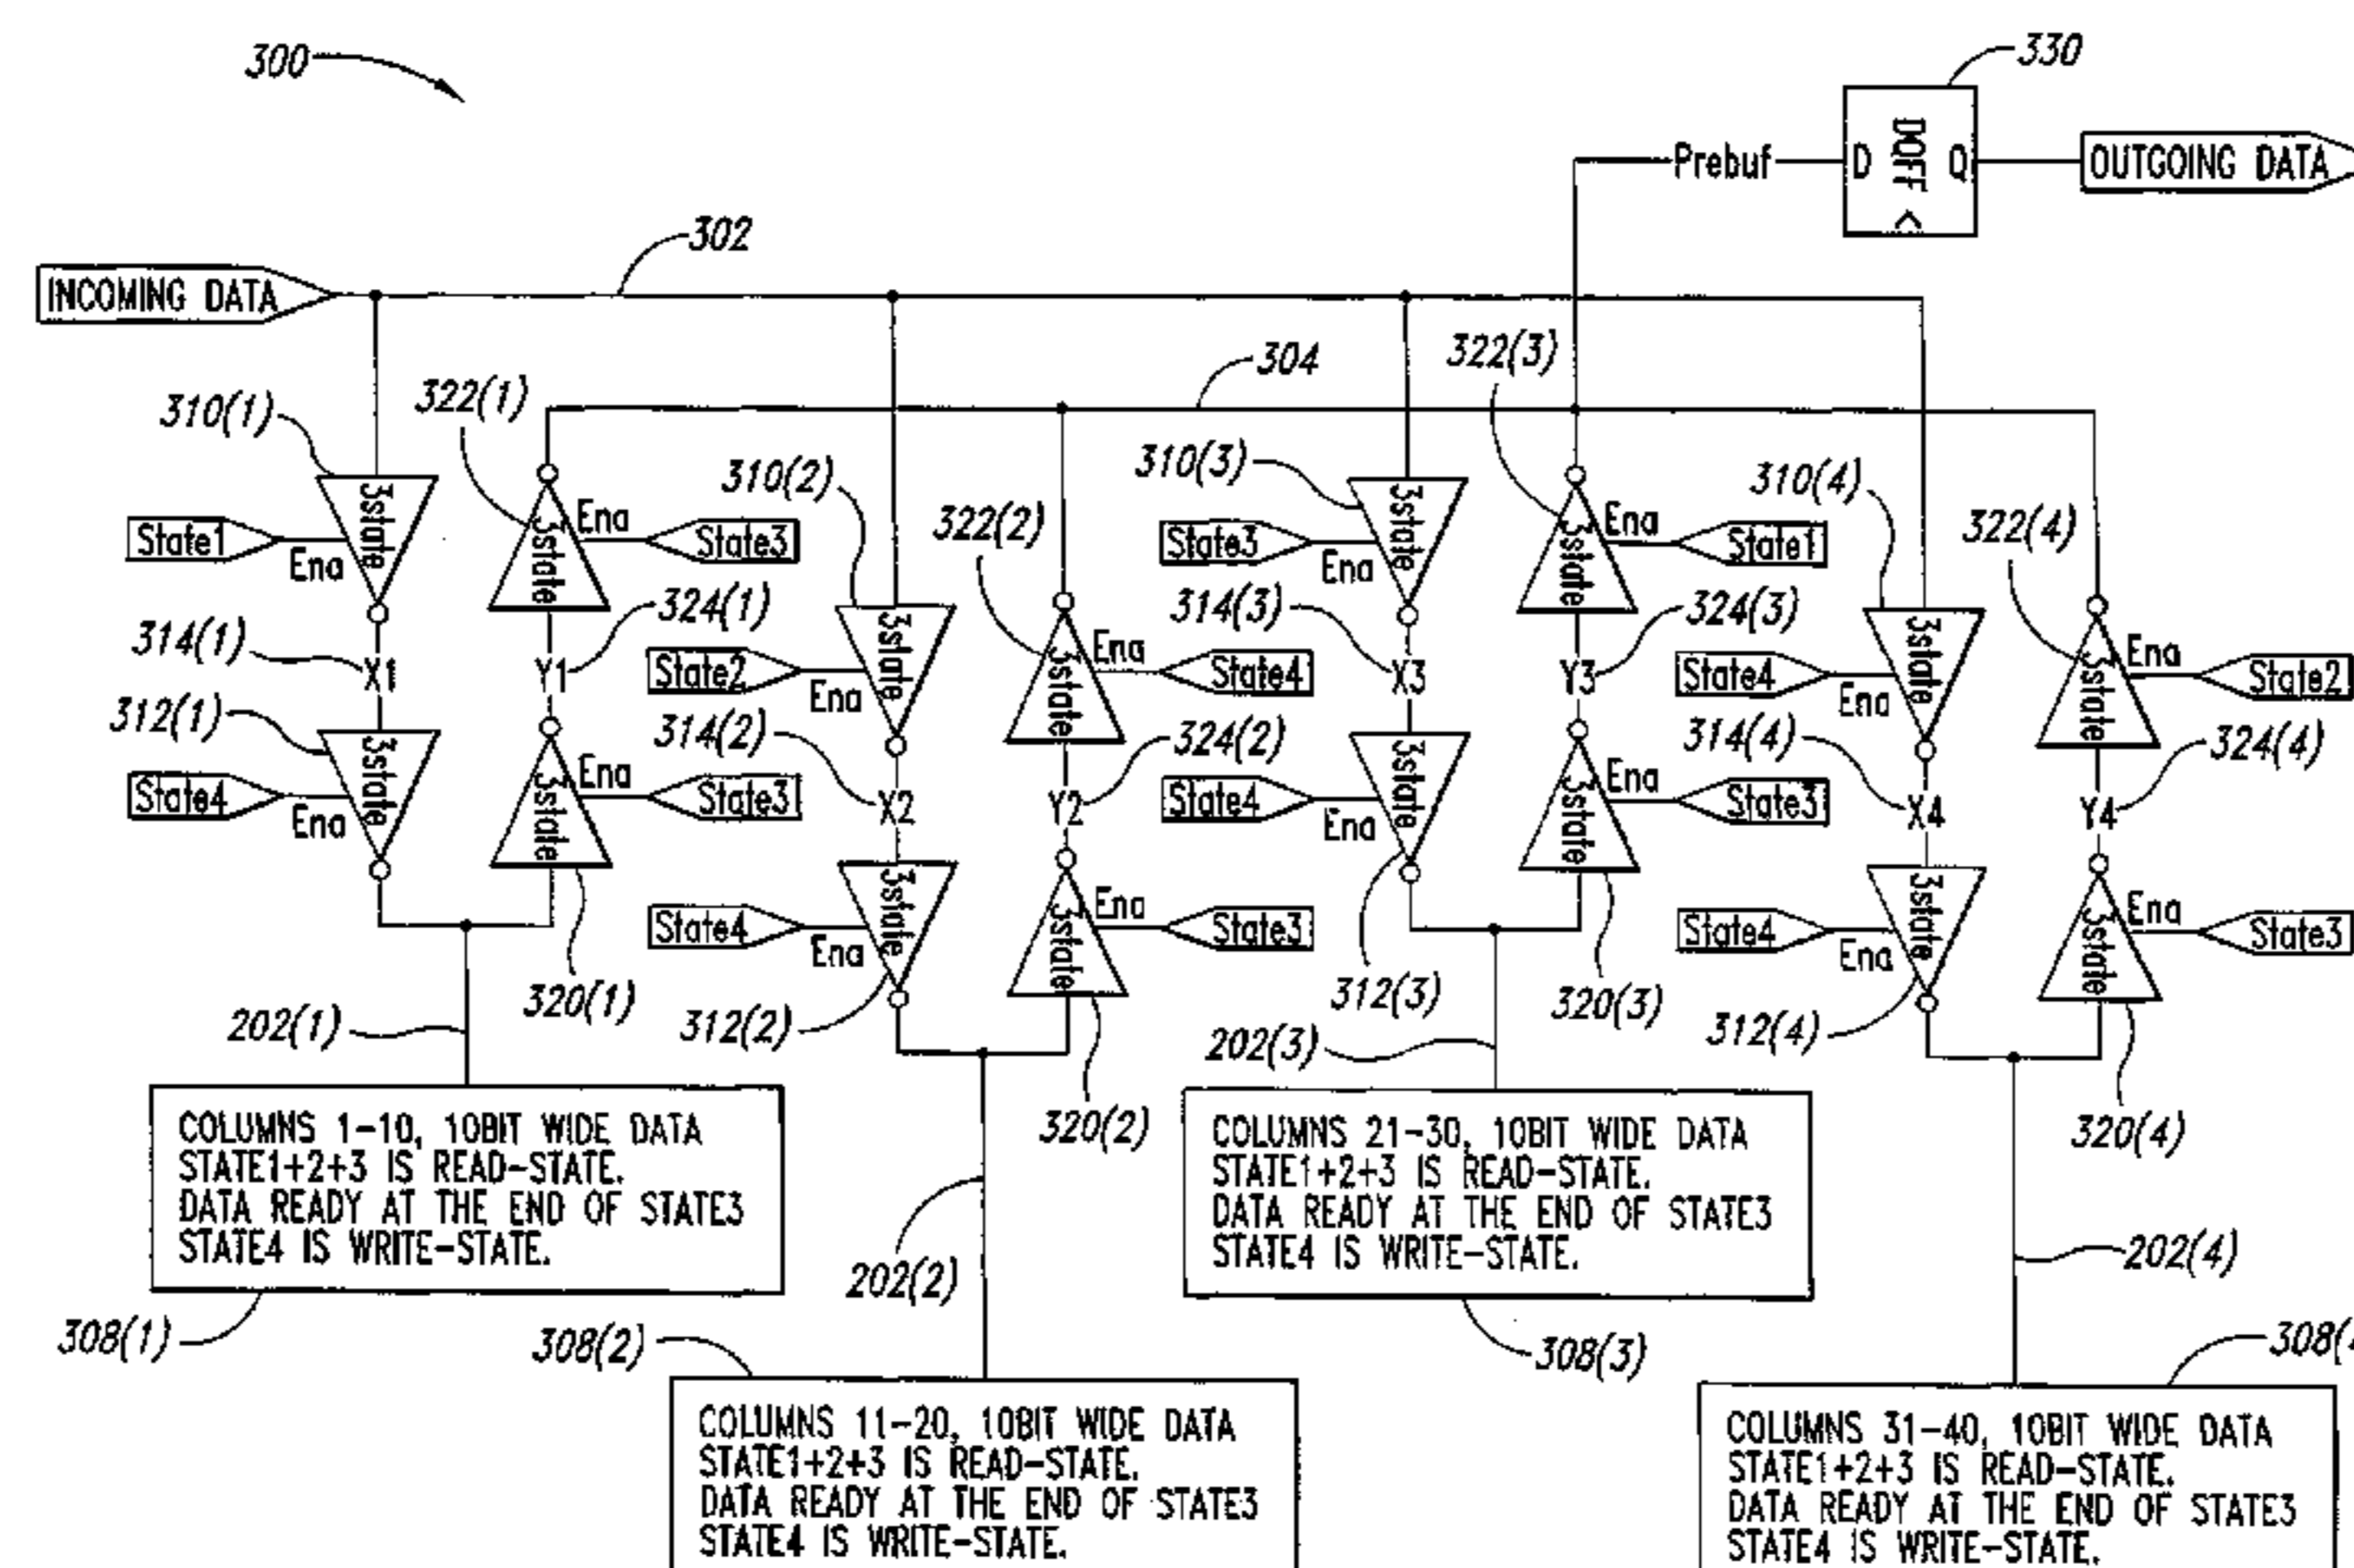 300
330
Prebuf
D DQFF < Q
OUTGOING DATA
302
INCOMING DATA
304
322(3)
322(1)
310(1)
310(2)
310(3)
310(4)
322(2)
322(4)
3state
State1
Ena
3state
Ena
State3
3state
State2
Ena
3state
Ena
State4
3state
State3
Ena
3state
Ena
State1
3state
State4
Ena
3state
Ena
State2
314(1)
X1
324(1)
Y1
314(2)
X2
324(2)
Y2
314(3)
X3
324(3)
Y3
314(4)
X4
324(4)
Y4
312(1)
3state
State4
Ena
3state
Ena
State3
3state
State4
Ena
3state
Ena
State3
3state
State4
Ena
3state
Ena
State3
3state
State4
Ena
3state
Ena
State3
320(1)
312(2)
320(2)
312(3)
320(3)
312(4)
320(4)
202(1)
202(2)
202(3)
202(4)
COLUMNS 1-10, 10BIT WIDE DATA
STATE1+2+3 IS READ-STATE.
DATA READY AT THE END OF STATE3
STATE4 IS WRITE-STATE.
308(1)
COLUMNS 21-30, 10BIT WIDE DATA
STATE1+2+3 IS READ-STATE.
DATA READY AT THE END OF STATE3
STATE4 IS WRITE-STATE.
308(3)
308(2)
COLUMNS 11-20, 10BIT WIDE DATA
STATE1+2+3 IS READ-STATE.
DATA READY AT THE END OF STATE3
STATE4 IS WRITE-STATE.
COLUMNS 31-40, 10BIT WIDE DATA
STATE1+2+3 IS READ-STATE.
DATA READY AT THE END OF STATE3
STATE4 IS WRITE-STATE.